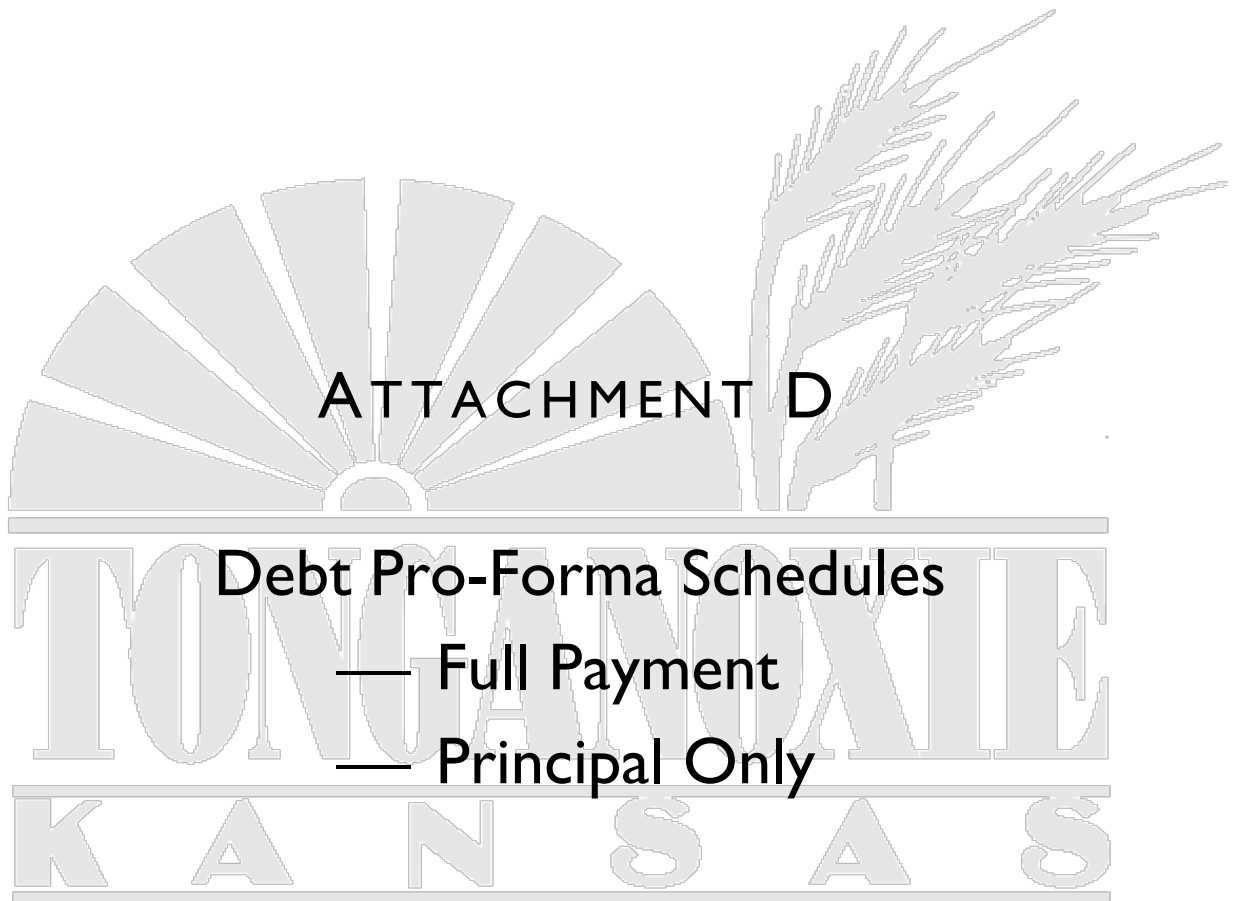 ATTACHMENT D
Debt Pro-Forma Schedules
— Full Payment
— Principal Only
TONGANOXIE
KANSAS